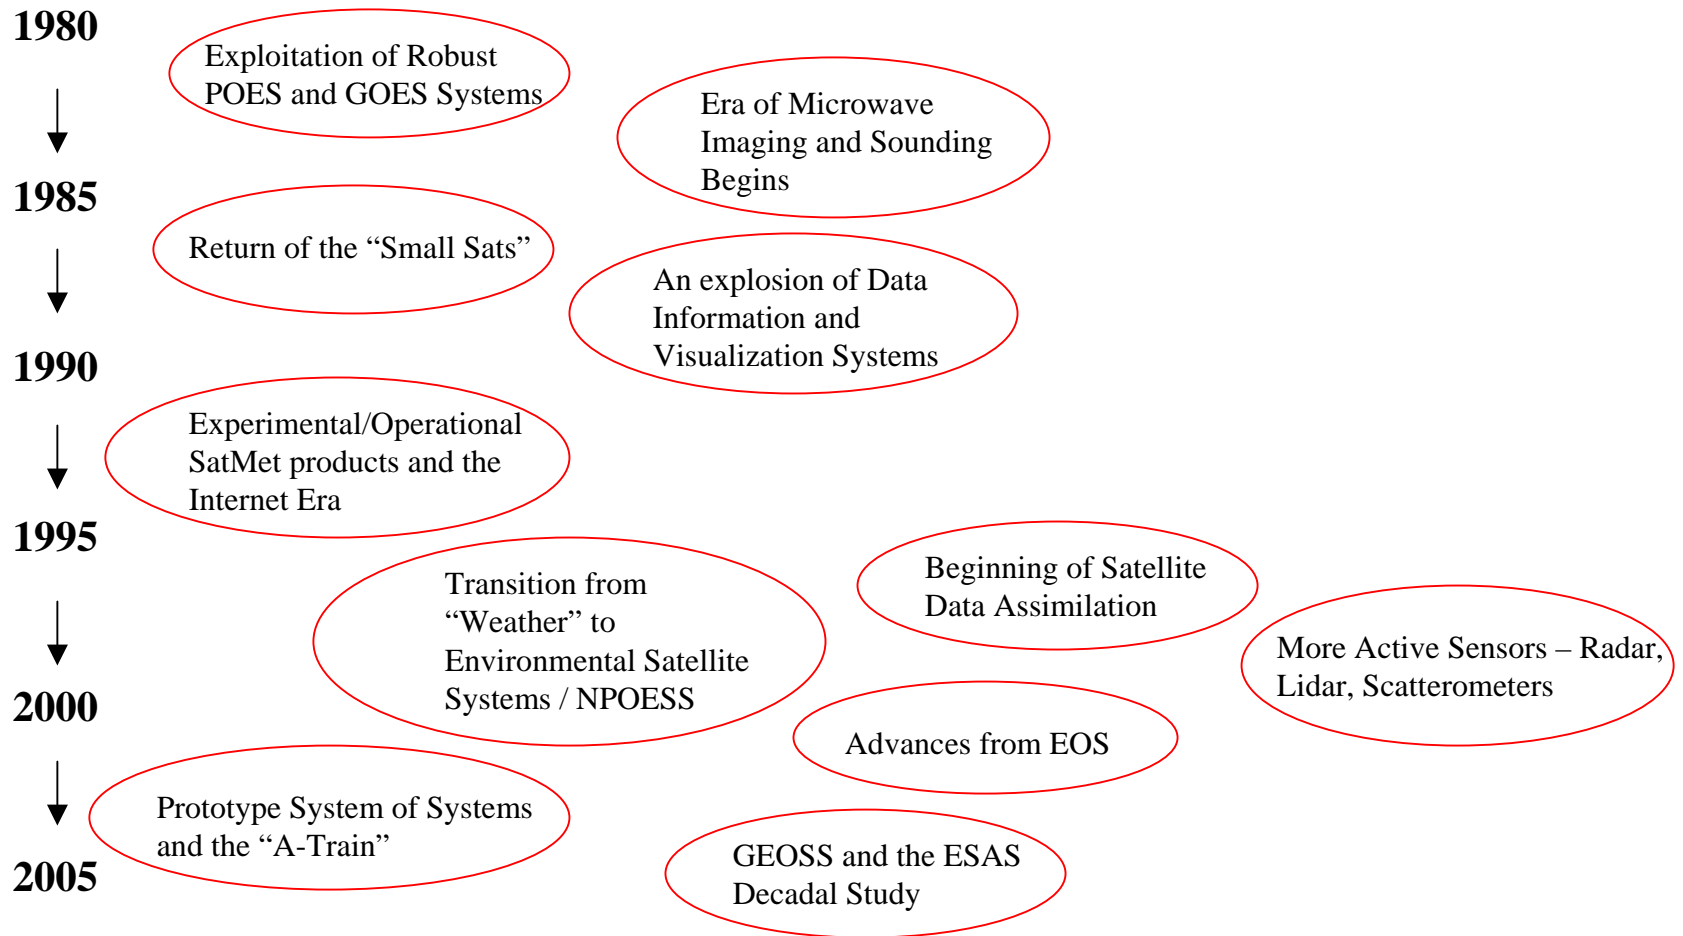 1980
Exploitation of Robust
POES and GOES Systems
Era of Microwave
Imaging and Sounding
Begins
1985
Return of the “Small Sats”
An explosion of Data
Information and
Visualization Systems
1990
Experimental/Operational
SatMet products and the
Internet Era
1995
Transition from
“Weather” to
Environmental Satellite
Systems / NPOESS
Beginning of Satellite
Data Assimilation
More Active Sensors – Radar,
Lidar, Scatterometers
2000
Advances from EOS
Prototype System of Systems
and the “A-Train”
GEOSS and the ESAS
Decadal Study
2005